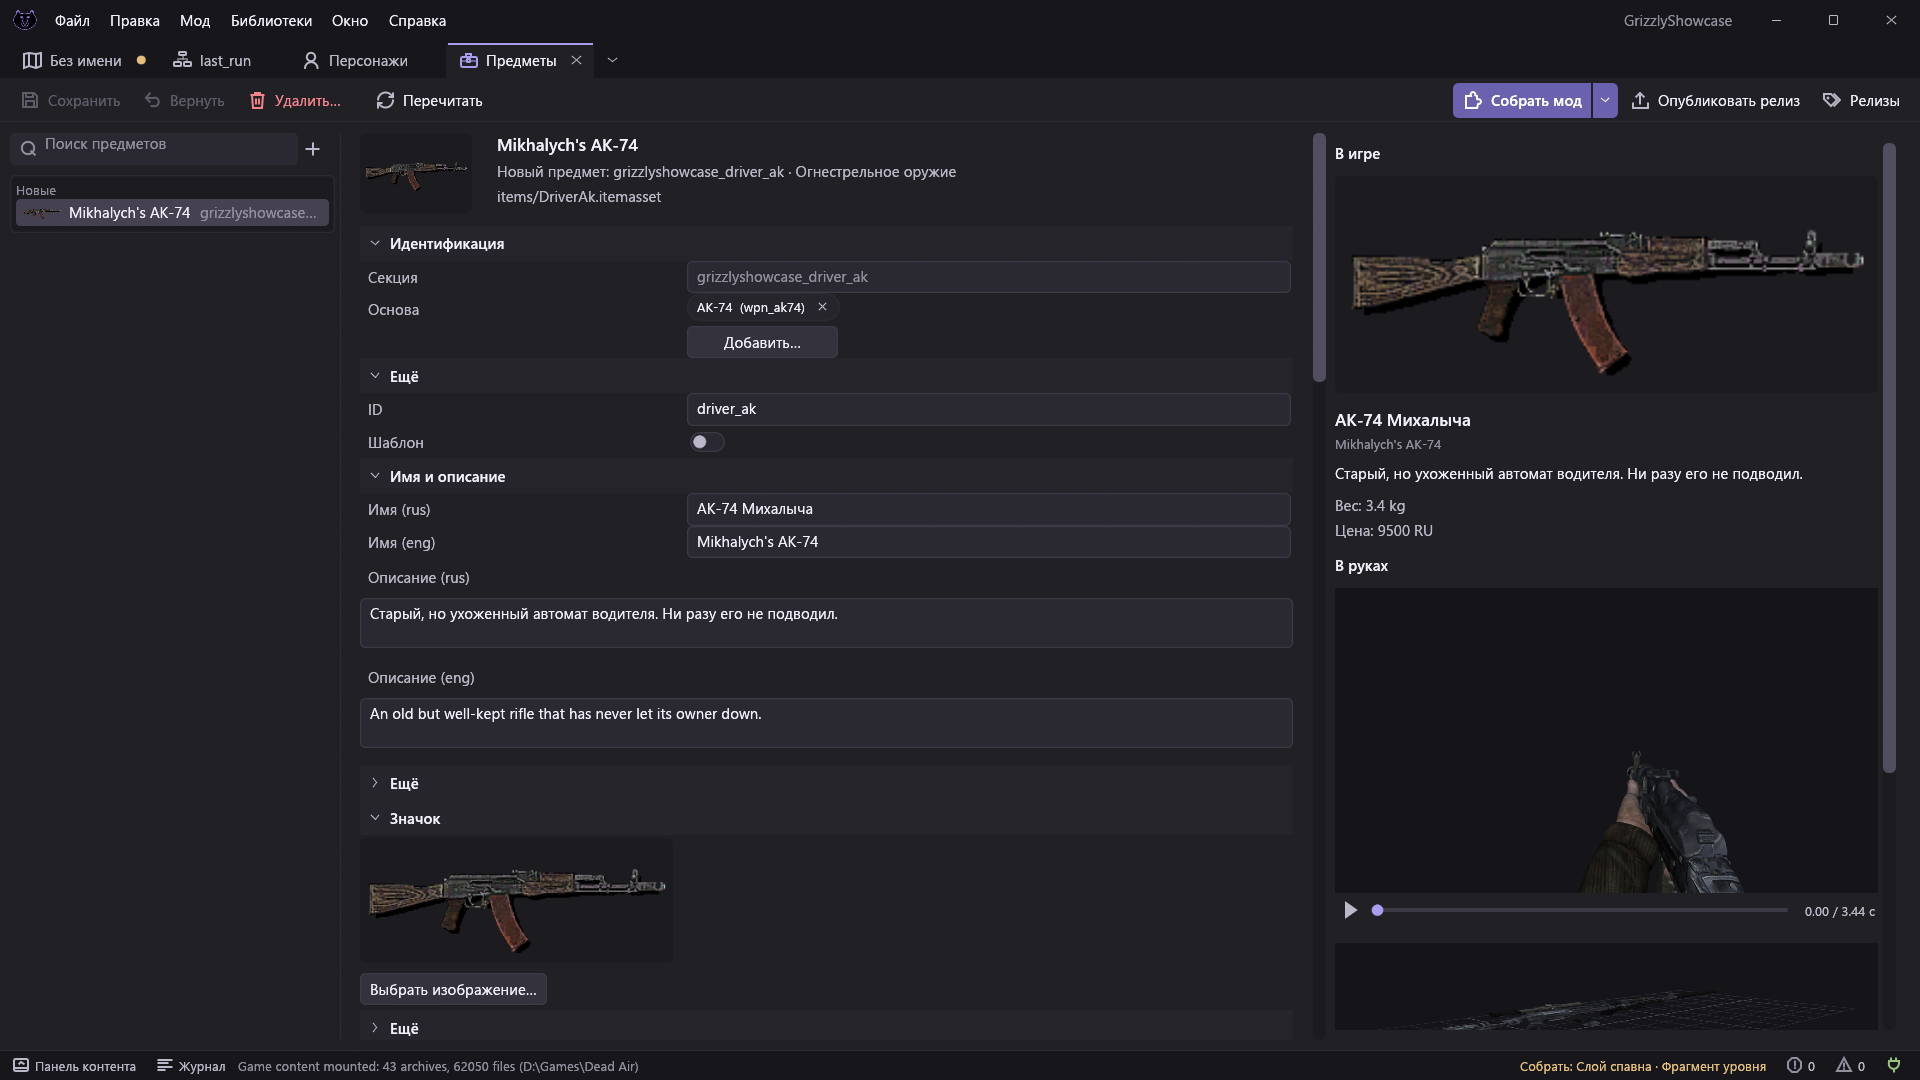 Файл Правка Мод Библиотеки Окно Справка GrizzlyShowcase
Без имени last_run Персонажи Предметы
Сохранить Вернуть Удалить... Перечитать Собрать мод Опубликовать релиз Релизы
Поиск предметов
Новые
Mikhalych's AK-74 grizzlyshowcase...
Mikhalych's AK-74
Новый предмет: grizzlyshowcase_driver_ak · Огнестрельное оружие
items/DriverAk.itemasset
Идентификация
Секция grizzlyshowcase_driver_ak
Основа АК-74 (wpn_ak74)
Добавить...
Ещё
ID driver_ak
Шаблон
Имя и описание
Имя (rus) АК-74 Михалыча
Имя (eng) Mikhalych's AK-74
Описание (rus)
Старый, но ухоженный автомат водителя. Ни разу его не подводил.
Описание (eng)
An old but well-kept rifle that has never let its owner down.
Ещё
Значок
Выбрать изображение...
Ещё
В игре
АК-74 Михалыча
Mikhalych's AK-74
Старый, но ухоженный автомат водителя. Ни разу его не подводил.
Вес: 3.4 kg
Цена: 9500 RU
В руках
0.00 / 3.44 с
Панель контента Журнал Game content mounted: 43 archives, 62050 files (D:\Games\Dead Air) Собрать: Слой спавна · Фрагмент уровня 0 0